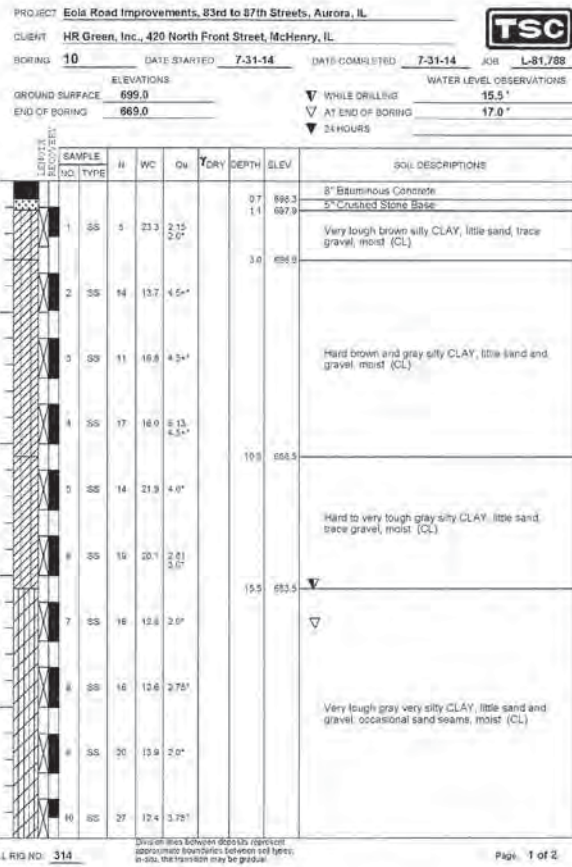 PROJECT Eola Road Improvements, 83rd to 87th Streets, Aurora, IL
TSC
CLIENT HR Green, Inc., 420 North Front Street, McHenry, IL
BORING 10 DATE STARTED 7-31-14 DATE COMPLETED 7-31-14 JOB L-81,788
ELEVATIONS WATER LEVEL OBSERVATIONS
GROUND SURFACE 699.0 WHILE DRILLING 15.5'
END OF BORING 669.0 AT END OF BORING 17.0'
24 HOURS
LENGTH RECOVERY SAMPLE N WC Qu γDRY DEPTH ELEV SOIL DESCRIPTIONS
NO. TYPE
8" Bituminous Concrete
0.7 698.3
5" Crushed Stone Base
1.1 697.9
1 SS 5 23.3 2.15
2.0*
Very tough brown silty CLAY, little sand, trace
gravel, moist (CL)
3.0
2 SS 14 13.7 4.5+*
3 SS 11 4.5+*
Hard brown and gray silty CLAY, little sand and
gravel, moist (CL)
4 SS 17 16.0
4.5+*
10.5
5 SS 14 21.9 4.0*
Hard to very tough gray silty CLAY, little sand,
trace gravel, moist (CL)
6 SS 20.1
15.5 683.5
7 SS 16 2.0*
8 SS 16 13.6 3.75*
Very tough gray very silty CLAY, little sand and
gravel, occasional sand seams, moist (CL)
9 SS 20 13.9 2.0*
10 SS 27 12.4 3.75*
L RIG NO. 314
Division lines between deposits represent
approximate boundaries between soil types;
in-situ, the transition may be gradual.
Page 1 of 2